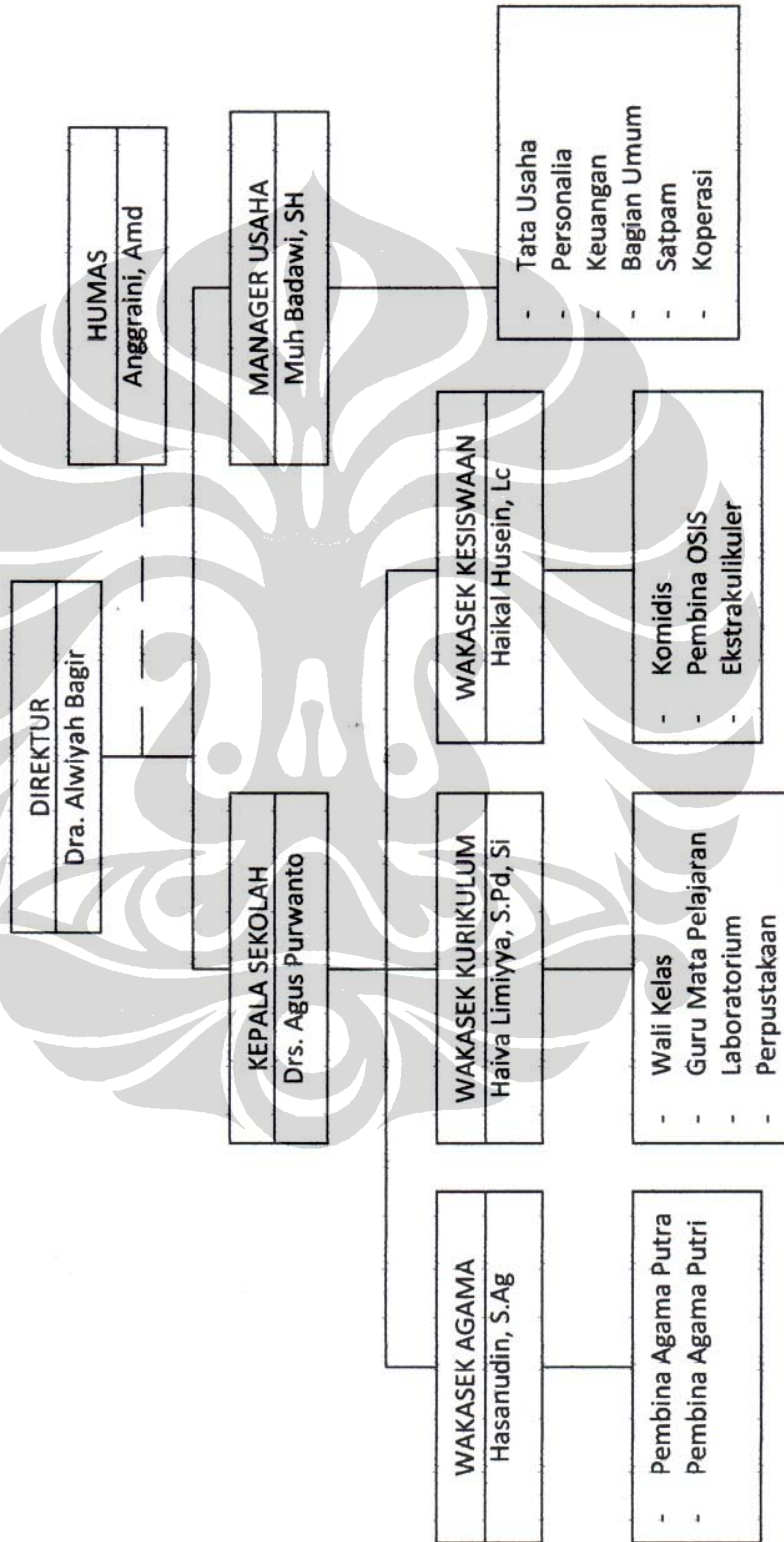 DIREKTUR
Dra. Alwiyah Bagir
HUMAS
Anggraini, Amd
KEPALA SEKOLAH
Drs. Agus Purwanto
MANAGER USAHA
Muh Badawi, SH
WAKASEK AGAMA
Hasanudin, S.Ag
WAKASEK KURIKULUM
Haiva Limiyya, S.Pd, Si
WAKASEK KESISWAAN
Haikal Husein, Lc
- Pembina Agama Putra
- Pembina Agama Putri
- Wali Kelas
- Guru Mata Pelajaran
- Laboratorium
- Perpustakaan
- Komidis
- Pembina OSIS
- Ekstrakulikuler
- Tata Usaha
- Personalia
- Keuangan
- Bagian Umum
- Satpam
- Koperasi